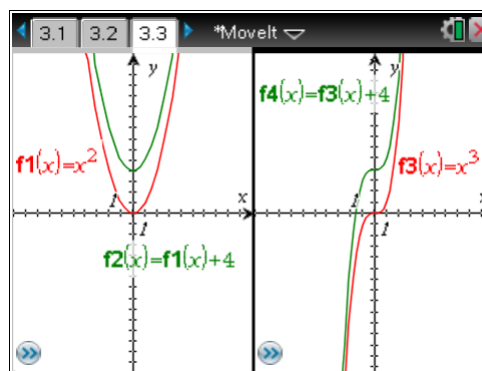 3.1 3.2 3.3 *MoveIt
y
f1(x)=x²
1
x
1
f2(x)=f1(x)+4
y
f4(x)=f3(x)+4
f3(x)=x³
1
x
1